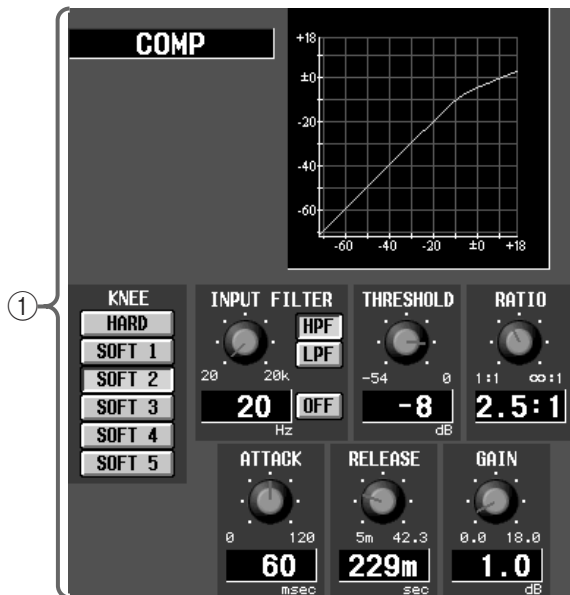 ①
COMP
+18
±0
-20
-40
-60
-60 -40 -20 ±0 +18
KNEE
HARD
SOFT 1
SOFT 2
SOFT 3
SOFT 4
SOFT 5
INPUT FILTER
HPF
LPF
20 20k
20 OFF
Hz
THRESHOLD
-54 0
-8
dB
RATIO
1:1 ∞:1
2.5:1
ATTACK
0 120
60
msec
RELEASE
5m 42.3
229m
sec
GAIN
0.0 18.0
1.0
dB